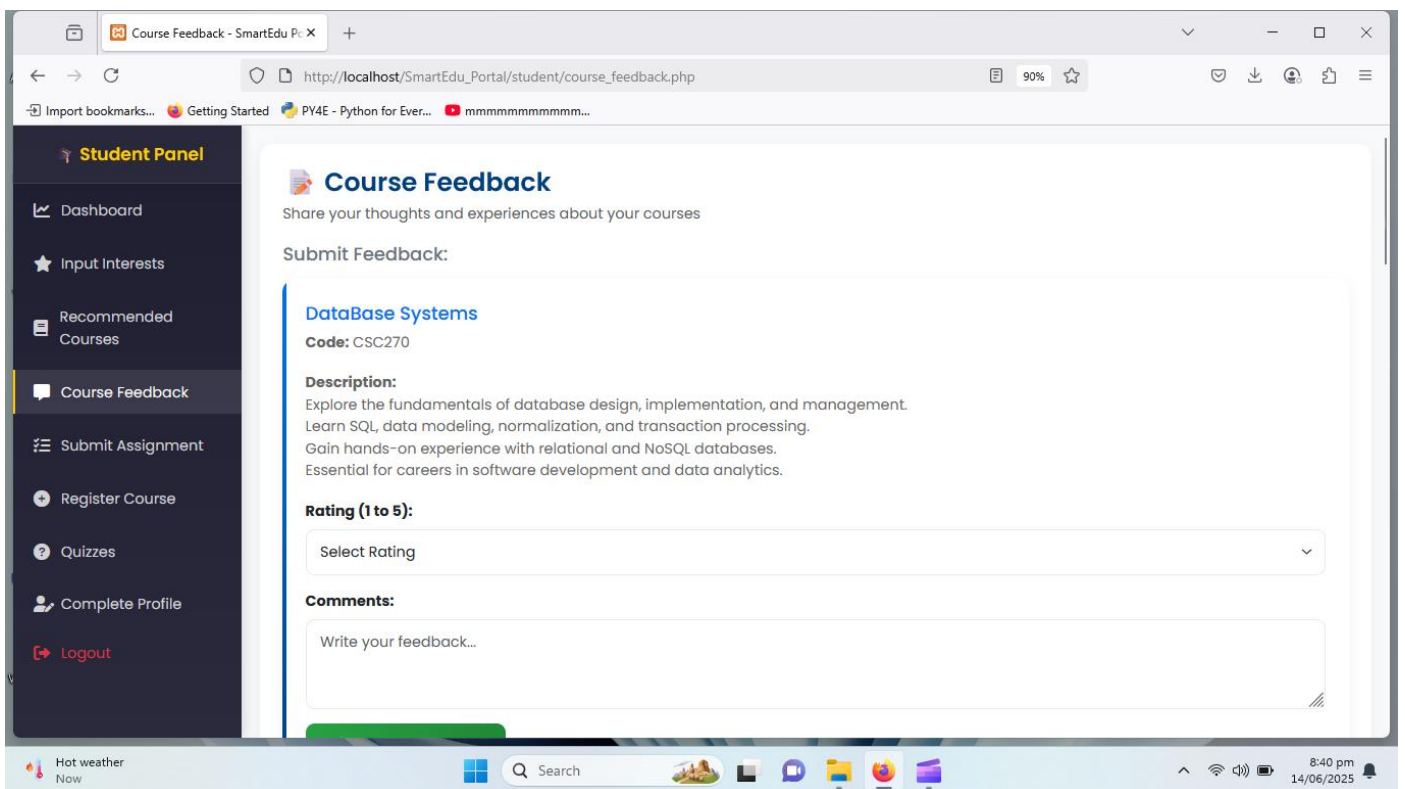 Course Feedback - SmartEdu Po
http://localhost/SmartEdu_Portal/student/course_feedback.php
90%
Import bookmarks... Getting Started PY4E - Python for Ever... mmmmmmmmmmm...
Student Panel
Dashboard
Input Interests
Recommended
Courses
Course Feedback
Submit Assignment
Register Course
Quizzes
Complete Profile
Logout
Course Feedback
Share your thoughts and experiences about your courses
Submit Feedback:
DataBase Systems
Code: CSC270
Description:
Explore the fundamentals of database design, implementation, and management.
Learn SQL, data modeling, normalization, and transaction processing.
Gain hands-on experience with relational and NoSQL databases.
Essential for careers in software development and data analytics.
Rating (1 to 5):
Select Rating
Comments:
Write your feedback...
Hot weather
Now
Search
8:40 pm
14/06/2025